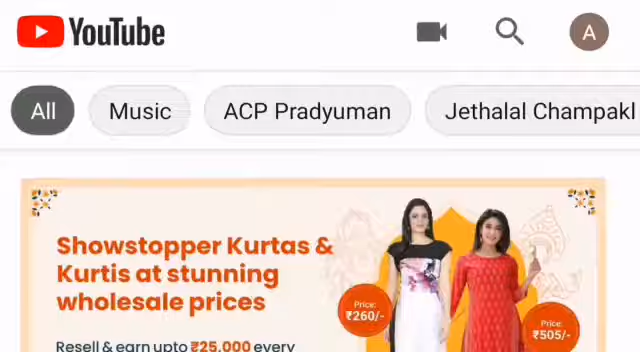 YouTube
A
All Music ACP Pradyuman Jethalal Champakl
Showstopper Kurtas &
Kurtis at stunning
wholesale prices
Price:
₹260/-
Price:
₹505/-
Resell & earn upto ₹25,000 every